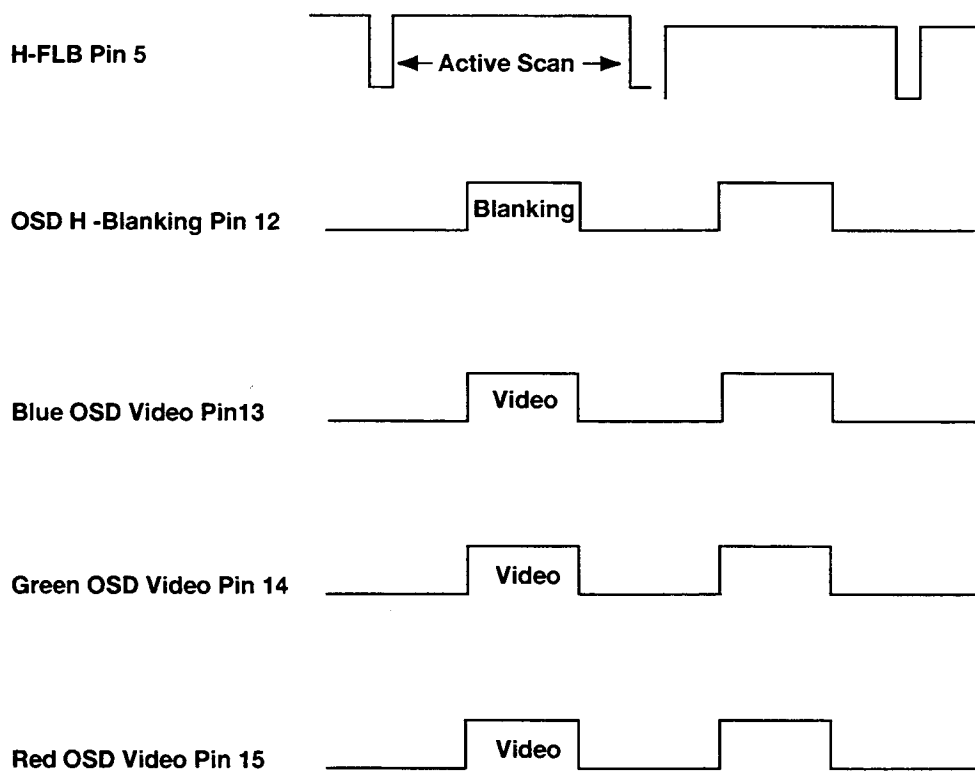 H-FLB Pin 5
Active Scan
OSD H -Blanking Pin 12
Blanking
Blue OSD Video Pin13
Video
Green OSD Video Pin 14
Video
Red OSD Video Pin 15
Video